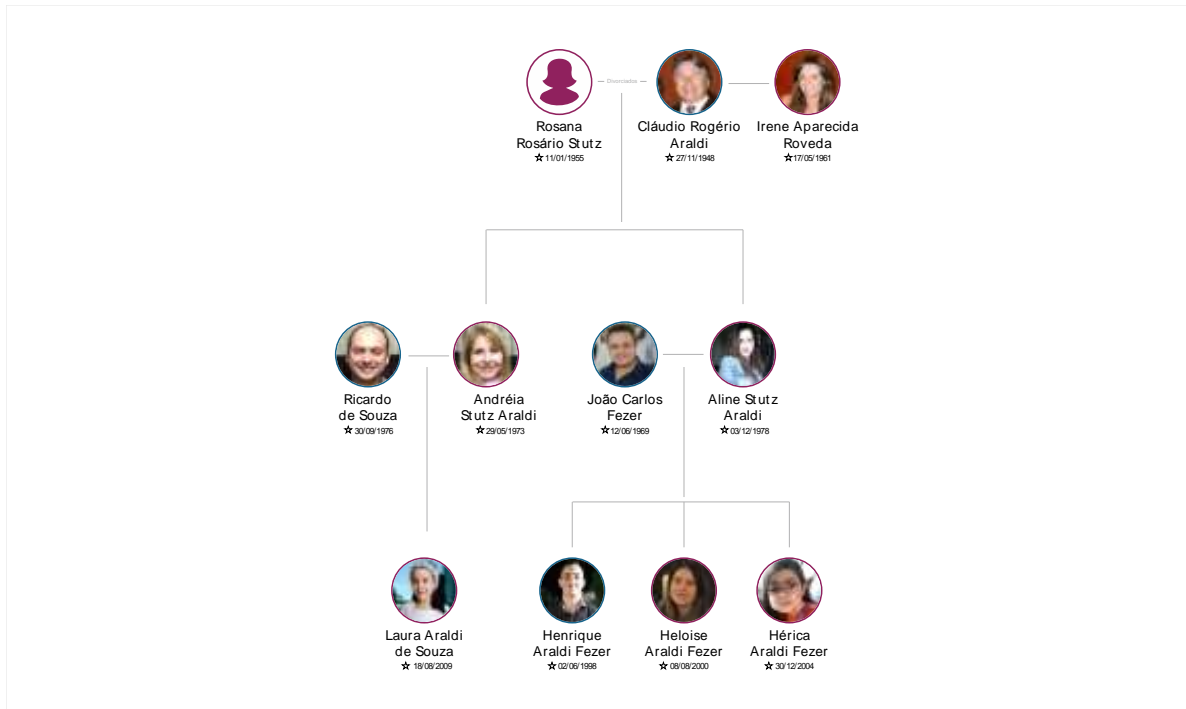 Divorciados
Rosana
Rosário Stutz
☆ 11/01/1955
Cláudio Rogério
Araldi
☆ 27/11/1948
Irene Aparecida
Roveda
☆17/05/1961
Ricardo
de Souza
☆ 30/09/1976
Andréia
Stutz Araldi
☆29/05/1973
João Carlos
Fezer
☆12/06/1969
Aline Stutz
Araldi
☆03/12/1978
Laura Araldi
de Souza
☆ 18/08/2009
Henrique
Araldi Fezer
☆02/06/1998
Heloise
Araldi Fezer
☆08/08/2000
Hérica
Araldi Fezer
☆ 30/12/2004